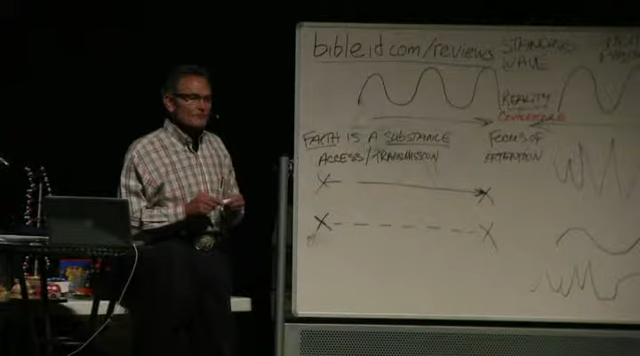 bibleid.com/reviews
STANDING
WAVE
REALITY
FAITH IS A SUBSTANCE
ACCESS/TRANSMISSION
FOCUS OF
ATTENTION